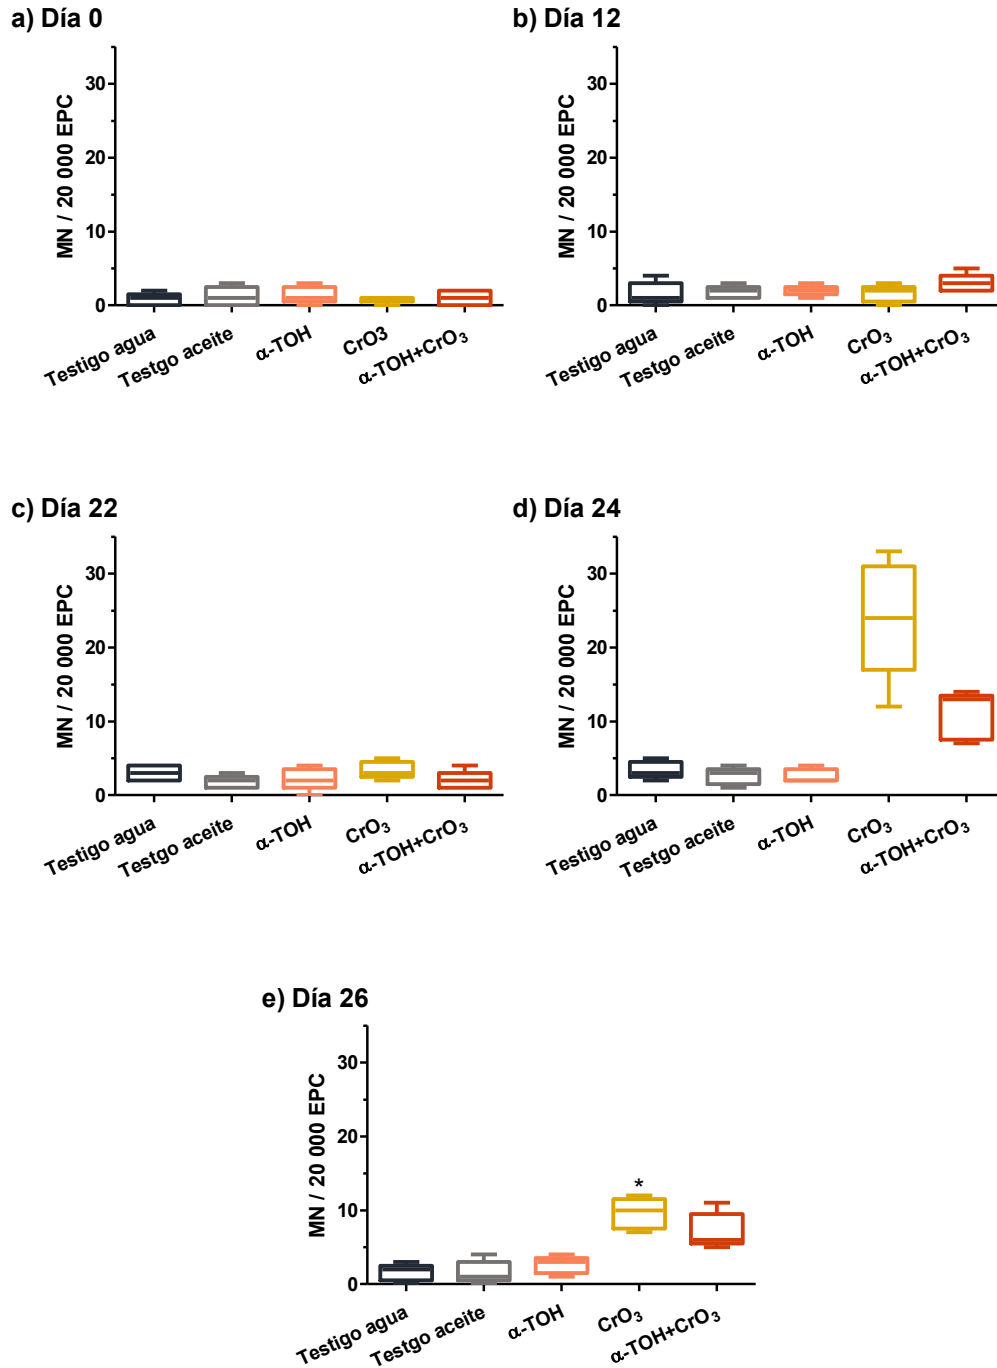 a) Día 0
MN / 20 000 EPC
30
20
10
0
Testigo agua
Testgo aceite
α-TOH
CrO3
α-TOH+CrO₃
b) Día 12
MN / 20 000 EPC
30
20
10
0
Testigo agua
Testgo aceite
α-TOH
CrO₃
α-TOH+CrO₃
c) Día 22
MN / 20 000 EPC
30
20
10
0
Testigo agua
Testgo aceite
α-TOH
CrO₃
α-TOH+CrO₃
d) Día 24
MN / 20 000 EPC
30
20
10
0
Testigo agua
Testgo aceite
α-TOH
CrO₃
α-TOH+CrO₃
e) Día 26
MN / 20 000 EPC
30
20
10
0
*
Testigo agua
Testgo aceite
α-TOH
CrO₃
α-TOH+CrO₃